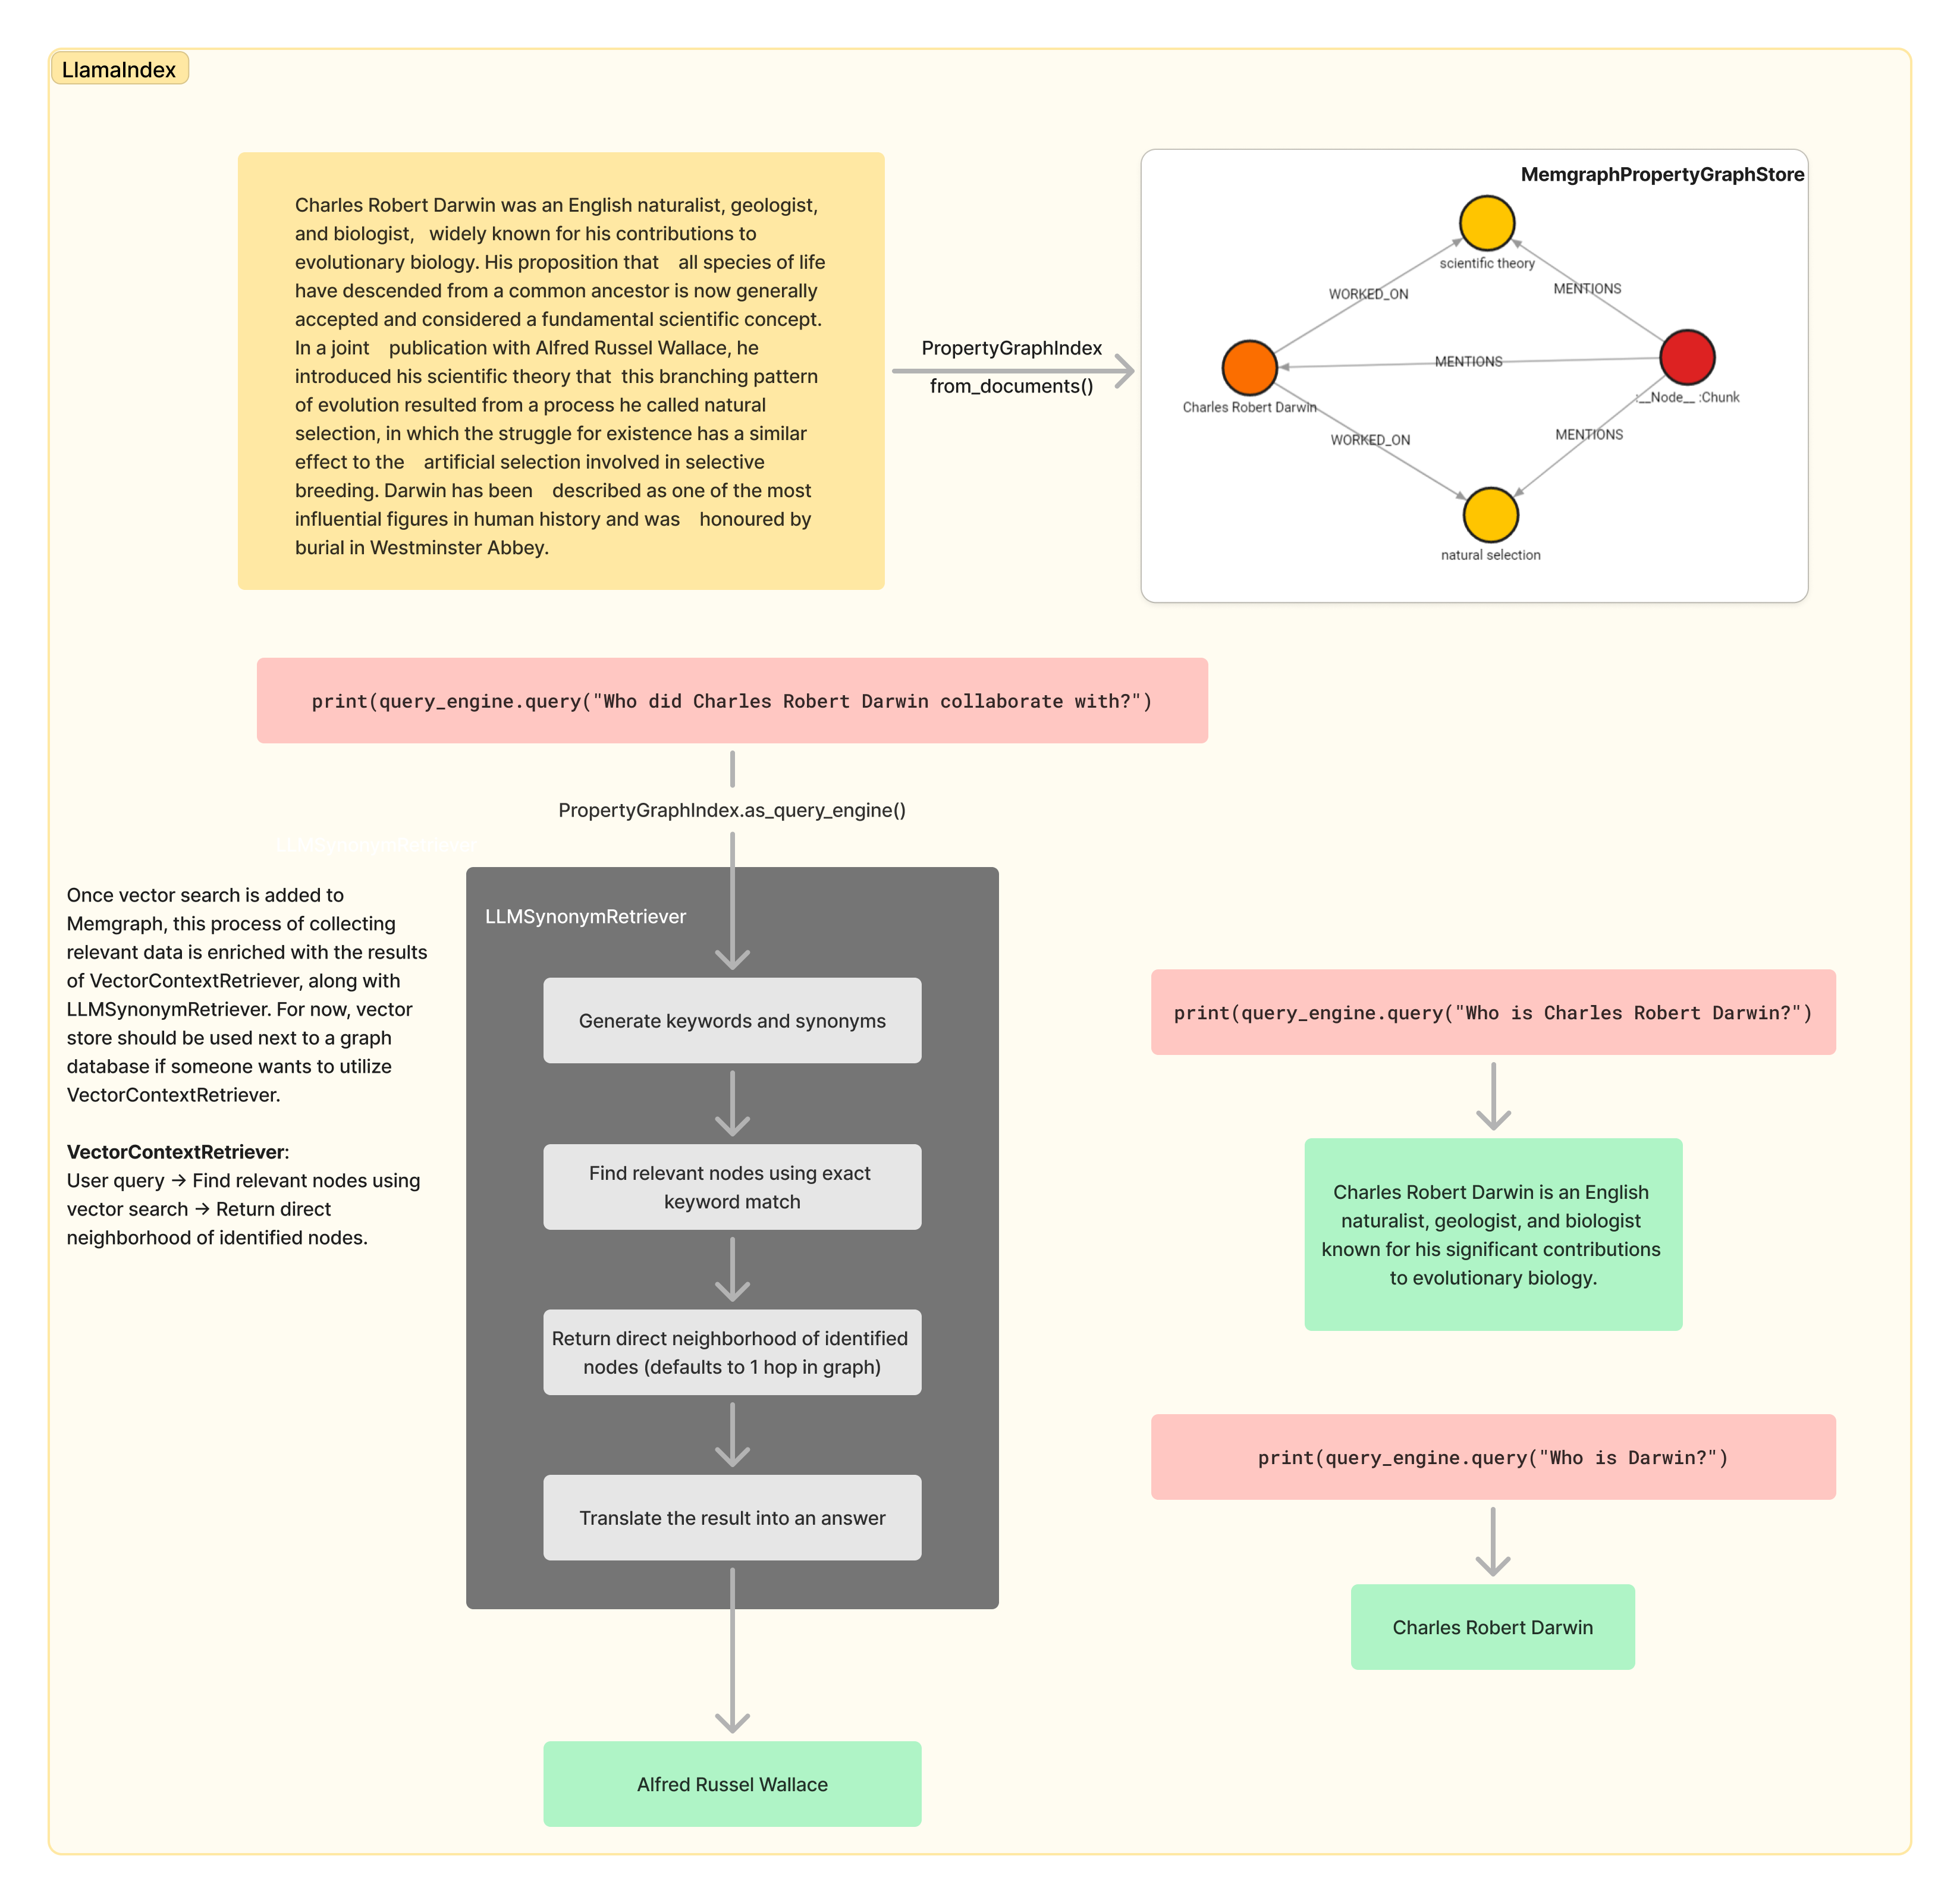 LlamaIndex
Charles Robert Darwin was an English naturalist, geologist,
and biologist,   widely known for his contributions to
evolutionary biology. His proposition that    all species of life
have descended from a common ancestor is now generally
accepted and considered a fundamental scientific concept.
In a joint    publication with Alfred Russel Wallace, he
introduced his scientific theory that  this branching pattern
of evolution resulted from a process he called natural
selection, in which the struggle for existence has a similar
effect to the    artificial selection involved in selective
breeding. Darwin has been    described as one of the most
influential figures in human history and was    honoured by
burial in Westminster Abbey.
PropertyGraphIndex
from_documents()
MemgraphPropertyGraphStore
scientific theory
WORKED_ON
MENTIONS
MENTIONS
Charles Robert Darwin
:__Node__ :Chunk
WORKED_ON
MENTIONS
natural selection
print(query_engine.query("Who did Charles Robert Darwin collaborate with?")
PropertyGraphIndex.as_query_engine()
LLMSynonymRetriever
LLMSynonymRetriever
Generate keywords and synonyms
Find relevant nodes using exact
keyword match
Return direct neighborhood of identified
nodes (defaults to 1 hop in graph)
Translate the result into an answer
Alfred Russel Wallace
Once vector search is added to
Memgraph, this process of collecting
relevant data is enriched with the results
of VectorContextRetriever, along with
LLMSynonymRetriever. For now, vector
store should be used next to a graph
database if someone wants to utilize
VectorContextRetriever.
VectorContextRetriever:
User query → Find relevant nodes using
vector search → Return direct
neighborhood of identified nodes.
print(query_engine.query("Who is Charles Robert Darwin?")
Charles Robert Darwin is an English
naturalist, geologist, and biologist
known for his significant contributions
to evolutionary biology.
print(query_engine.query("Who is Darwin?")
Charles Robert Darwin